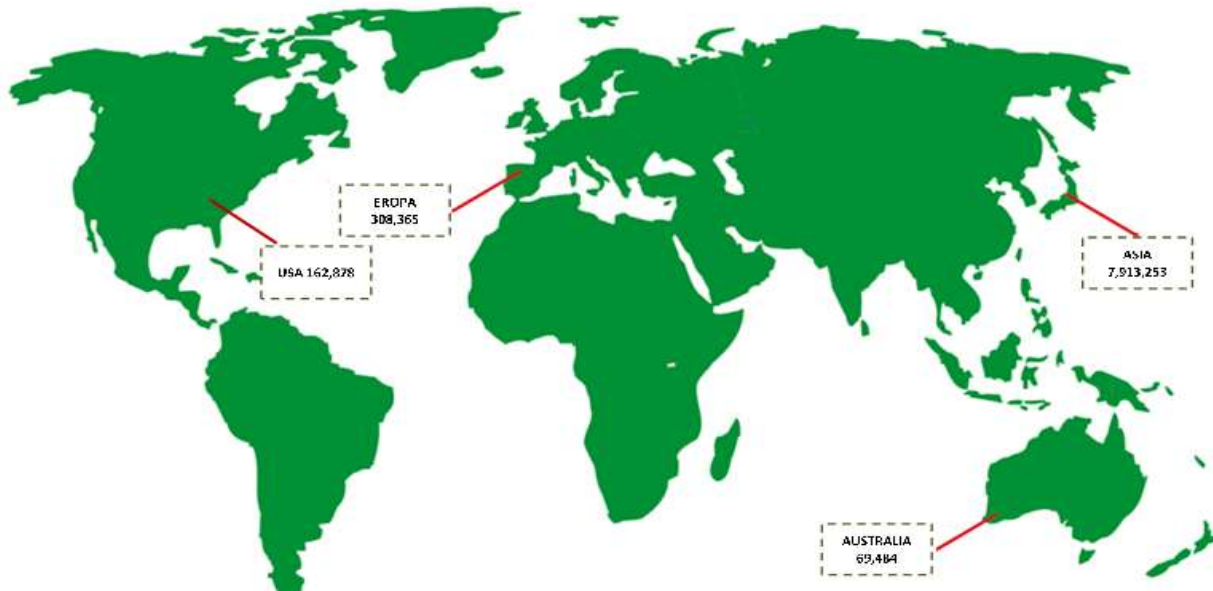 EROPA
308,365
USA 162,878
ASIA
7,913,253
AUSTRALIA
69,484